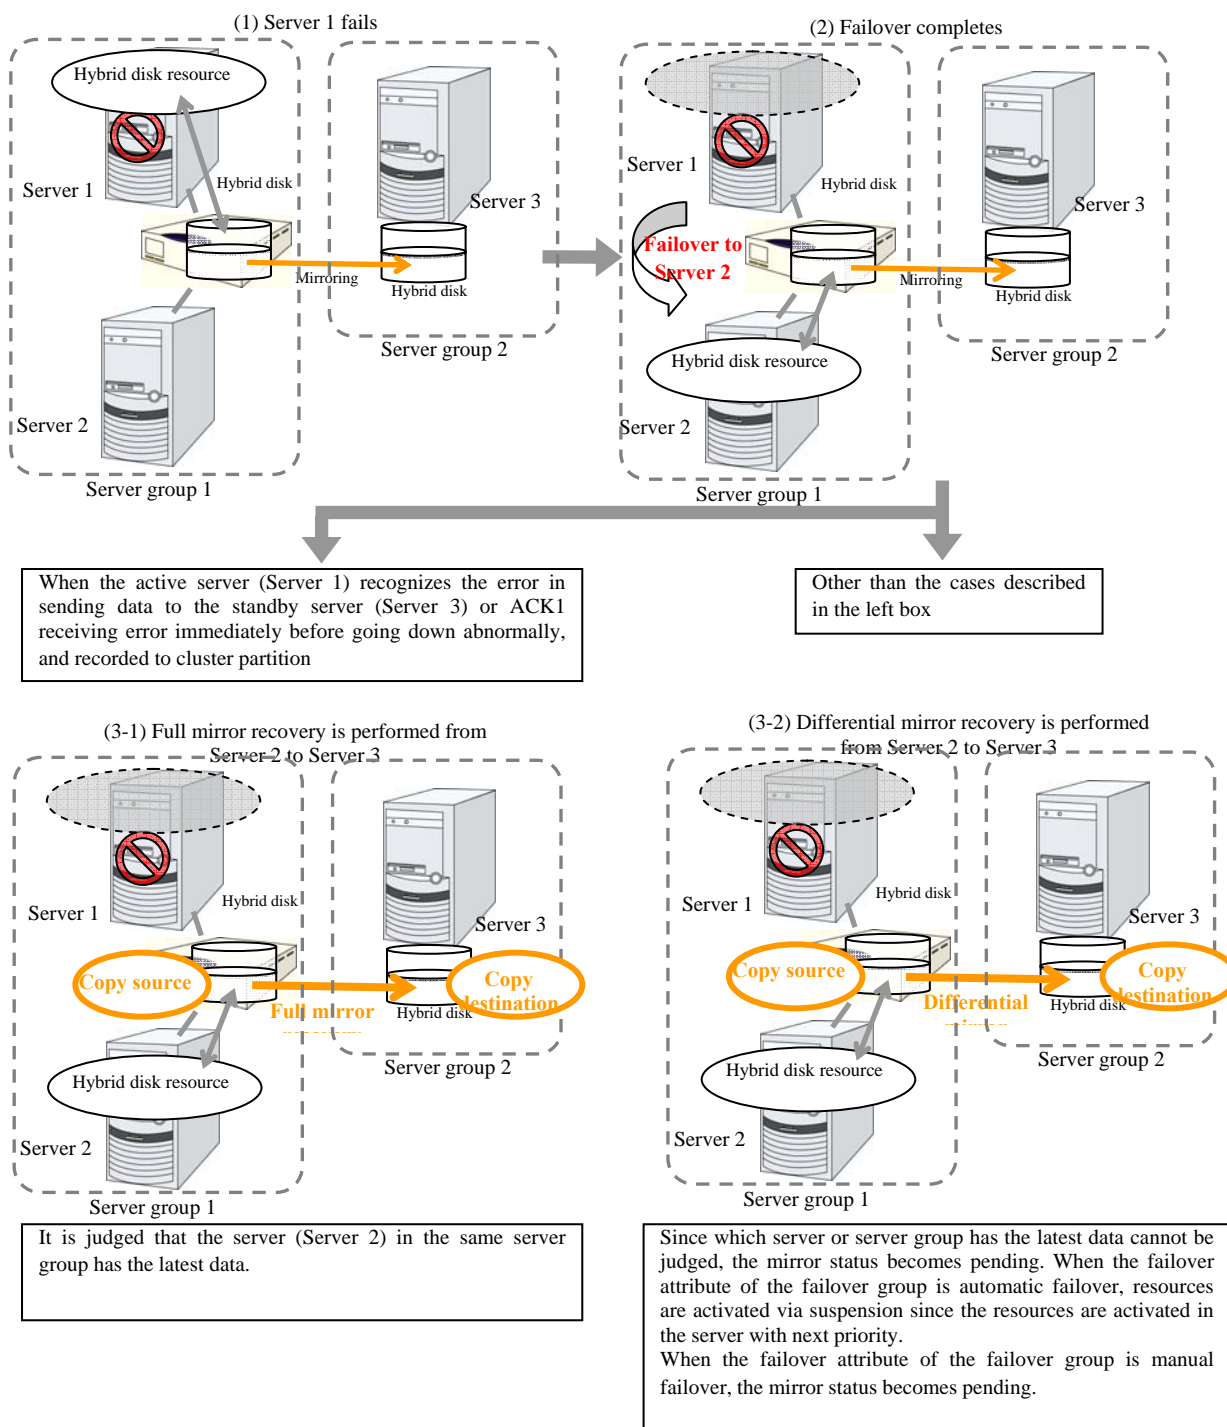 (1) Server 1 fails
Hybrid disk resource
Server 1
Hybrid disk
Server 3
Mirroring
Hybrid disk
Server group 2
Server 2
Server group 1
(2) Failover completes
Server 1
Hybrid disk
Server 3
Failover to
Server 2
Mirroring
Hybrid disk
Server group 2
Hybrid disk resource
Server 2
Server group 1
When the active server (Server 1) recognizes the error in
sending data to the standby server (Server 3) or ACK1
receiving error immediately before going down abnormally,
and recorded to cluster partition
Other than the cases described
in the left box
(3-1) Full mirror recovery is performed from
Server 2 to Server 3
Server 1
Hybrid disk
Server 3
Copy source
Copy
destination
Full mirror
Hybrid disk
Server group 2
Hybrid disk resource
Server 2
Server group 1
It is judged that the server (Server 2) in the same server
group has the latest data.
(3-2) Differential mirror recovery is performed
from Server 2 to Server 3
Server 1
Hybrid disk
Server 3
Copy source
Copy
destination
Differential
Hybrid disk
Server group 2
Hybrid disk resource
Server 2
Server group 1
Since which server or server group has the latest data cannot be
judged, the mirror status becomes pending. When the failover
attribute of the failover group is automatic failover, resources
are activated via suspension since the resources are activated in
the server with next priority.
When the failover attribute of the failover group is manual
failover, the mirror status becomes pending.